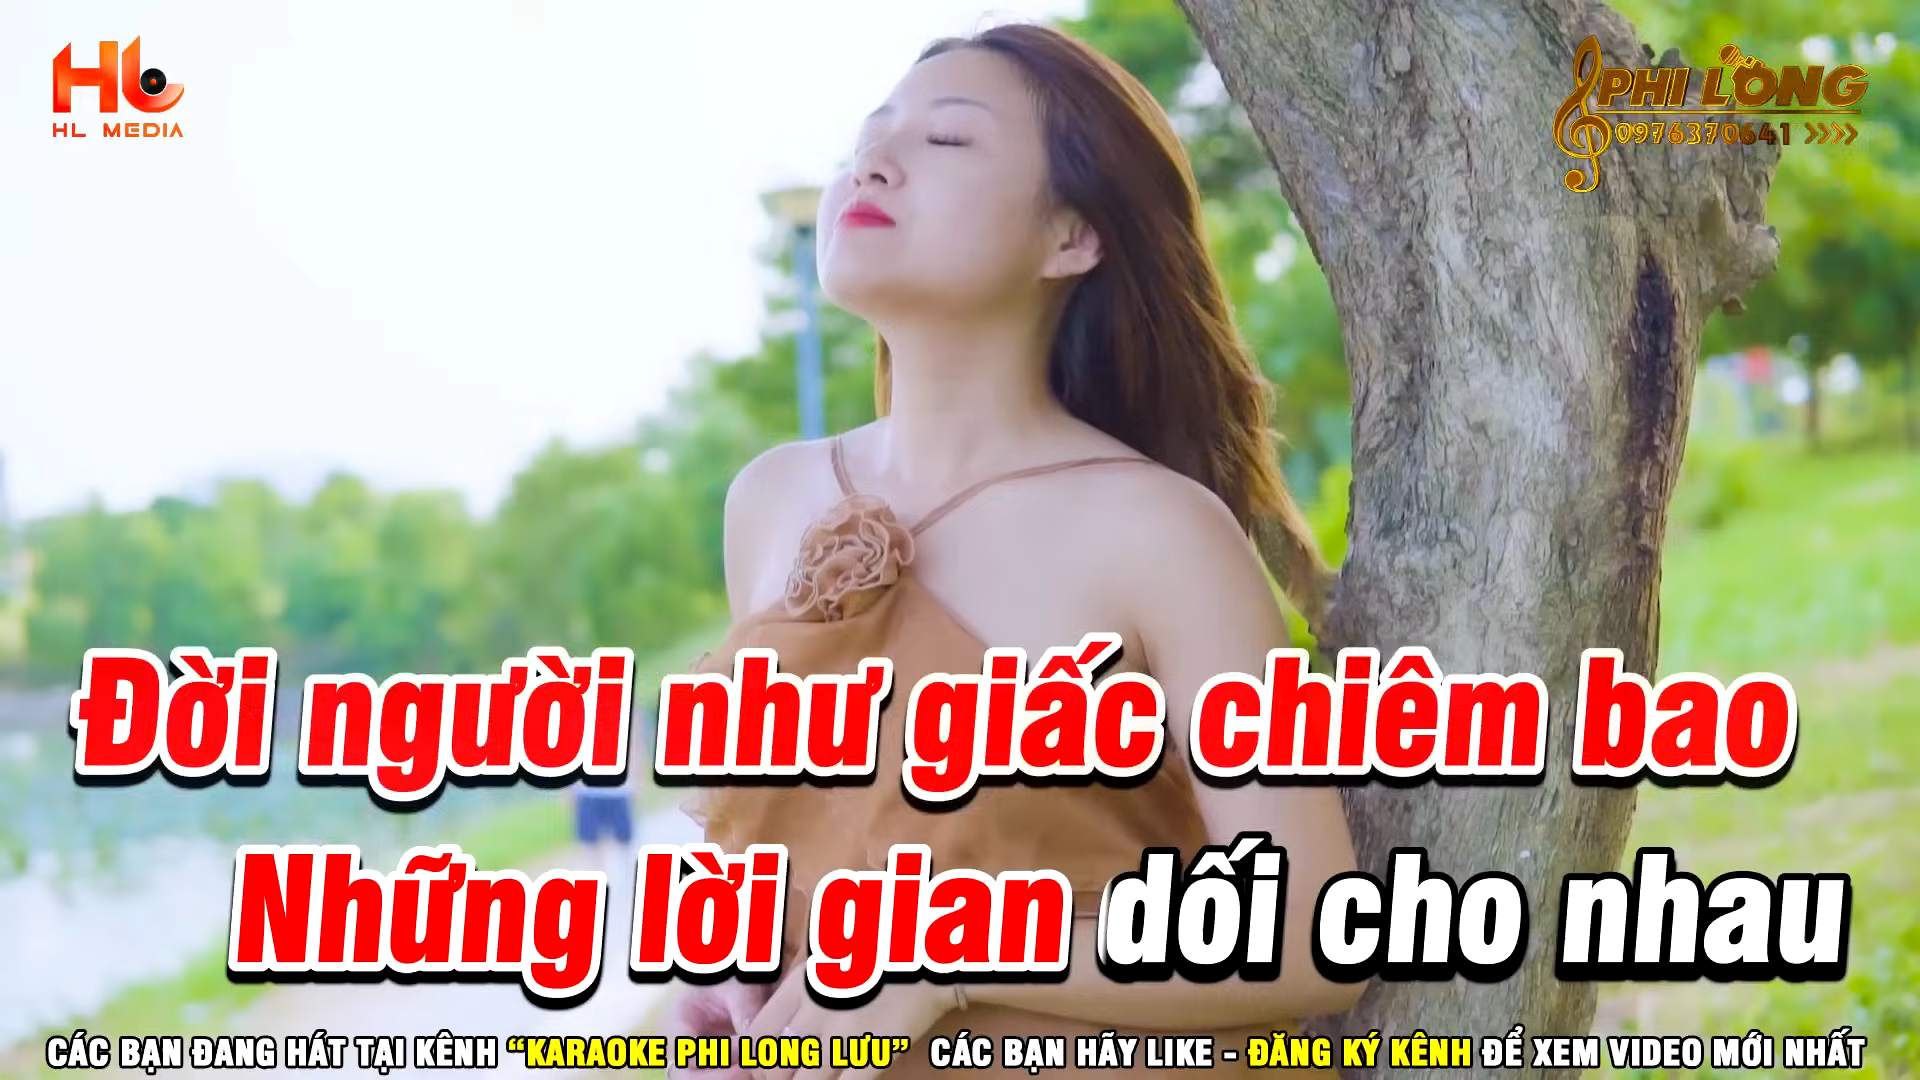 HL MEDIA
PHI LONG
0976370641
Đời người như giấc chiêm bao
Những lời gian dối cho nhau
CÁC BẠN ĐANG HÁT TẠI KÊNH “KARAOKE PHI LONG LƯU” CÁC BẠN HÃY LIKE - ĐĂNG KÝ KÊNH ĐỂ XEM VIDEO MỚI NHẤT